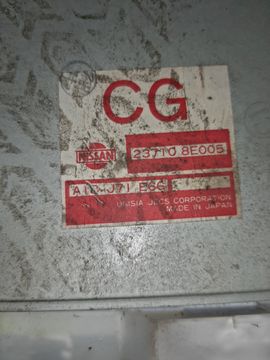 CG
NISSAN
23710 8E005
UNISIA JECS CORPORATION
MADE IN JAPAN